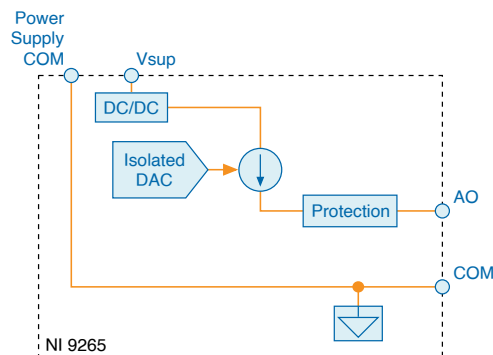 Power
Supply
COM
Vsup
DC/DC
Isolated
DAC
Protection
AO
COM
NI 9265